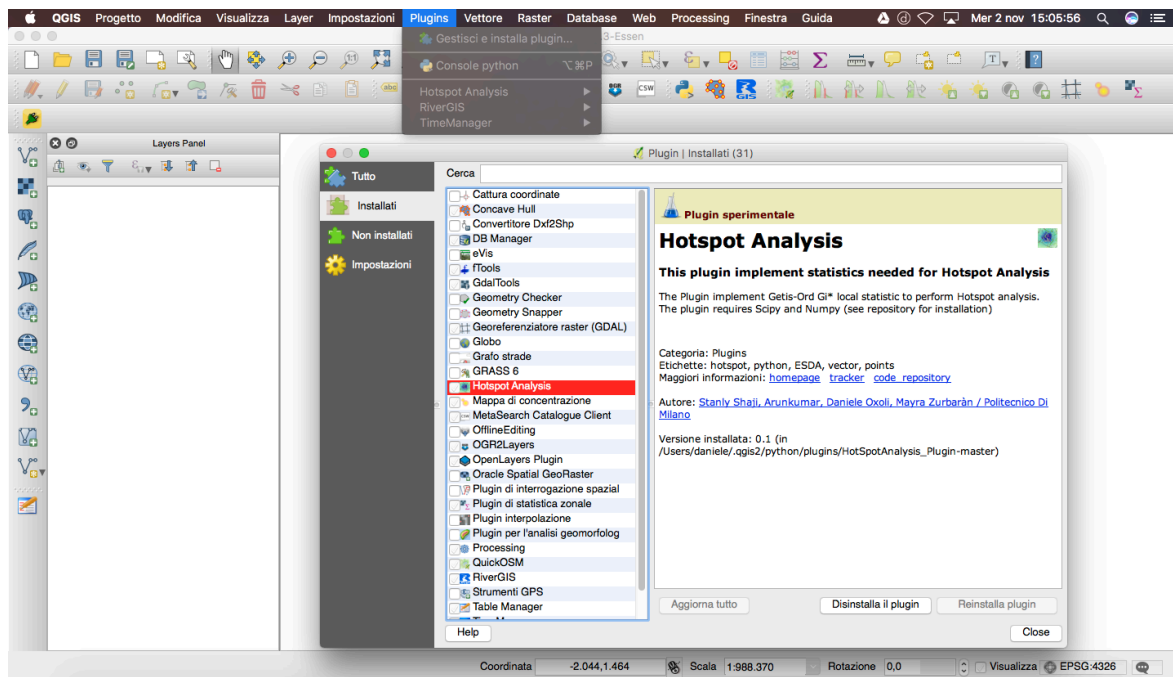 QGIS Progetto Modifica Visualizza Layer Impostazioni Plugins Vettore Raster Database Web Processing Finestra Guida Mer 2 nov 15:05:56
3-Essen
Gestisci e installa plugin...
Console python ⌥⌘P
Hotspot Analysis
RiverGIS
TimeManager
Layers Panel
Plugin | Installati (31)
Tutto
Installati
Non installati
Impostazioni
Cerca
Cattura coordinate
Concave Hull
Convertitore Dxf2Shp
DB Manager
eVis
fTools
GdalTools
Geometry Checker
Geometry Snapper
Georeferenziatore raster (GDAL)
Globo
Grafo strade
GRASS 6
Hotspot Analysis
Mappa di concentrazione
MetaSearch Catalogue Client
OfflineEditing
OGR2Layers
OpenLayers Plugin
Oracle Spatial GeoRaster
Plugin di interrogazione spazial
Plugin di statistica zonale
Plugin interpolazione
Plugin per l'analisi geomorfolog
Processing
QuickOSM
RiverGIS
Strumenti GPS
Table Manager
Plugin sperimentale
Hotspot Analysis
This plugin implement statistics needed for Hotspot Analysis
The Plugin implement Getis-Ord Gi* local statistic to perform Hotspot analysis.
The plugin requires Scipy and Numpy (see repository for installation)
Categoria: Plugins
Etichette: hotspot, python, ESDA, vector, points
Maggiori informazioni: homepage tracker code_repository
Autore: Stanly Shaji, Arunkumar, Daniele Oxoli, Mayra Zurbaràn / Politecnico Di
Milano
Versione installata: 0.1 (in
/Users/daniele/.qgis2/python/plugins/HotSpotAnalysis_Plugin-master)
Aggiorna tutto
Disinstalla il plugin
Reinstalla plugin
Help
Close
Coordinata -2.044,1.464 Scala 1:988.370 Rotazione 0,0 Visualizza EPSG:4326